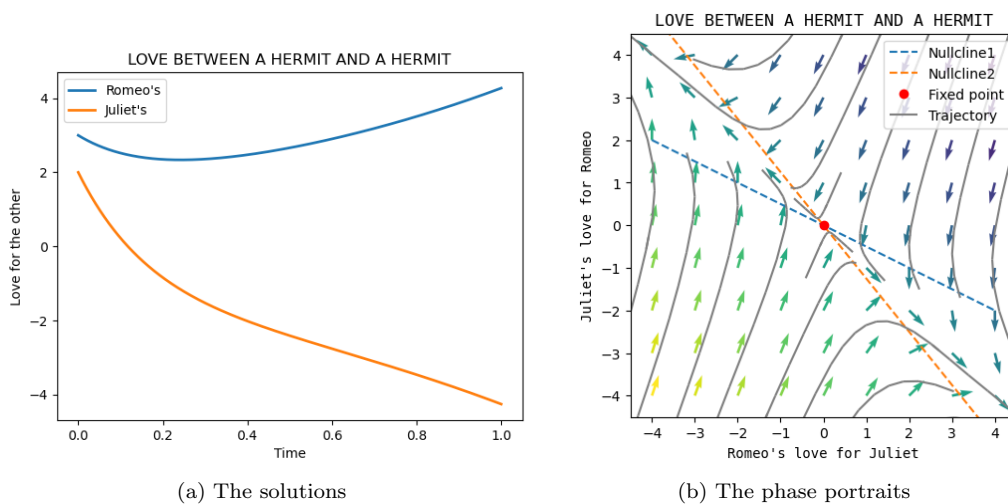 LOVE BETWEEN A HERMIT AND A HERMIT
Romeo's
Juliet's
Love for the other
4
2
0
−2
−4
0.0 0.2 0.4 0.6 0.8 1.0
Time
(a) The solutions
LOVE BETWEEN A HERMIT AND A HERMIT
Nullcline1
Nullcline2
Fixed point
Trajectory
Juliet's love for Romeo
4
3
2
1
0
−1
−2
−3
−4
−4 −3 −2 −1 0 1 2 3 4
Romeo's love for Juliet
(b) The phase portraits